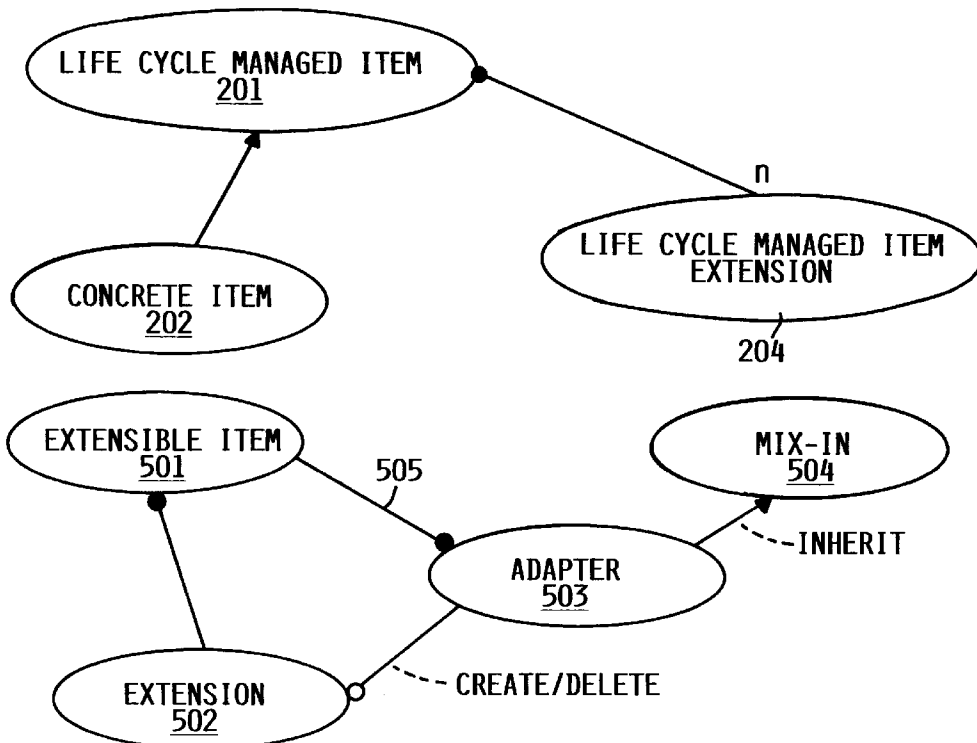 LIFE CYCLE MANAGED ITEM
201
n
CONCRETE ITEM
202
LIFE CYCLE MANAGED ITEM
EXTENSION
204
EXTENSIBLE ITEM
501
505
MIX-IN
504
INHERIT
ADAPTER
503
EXTENSION
502
CREATE/DELETE